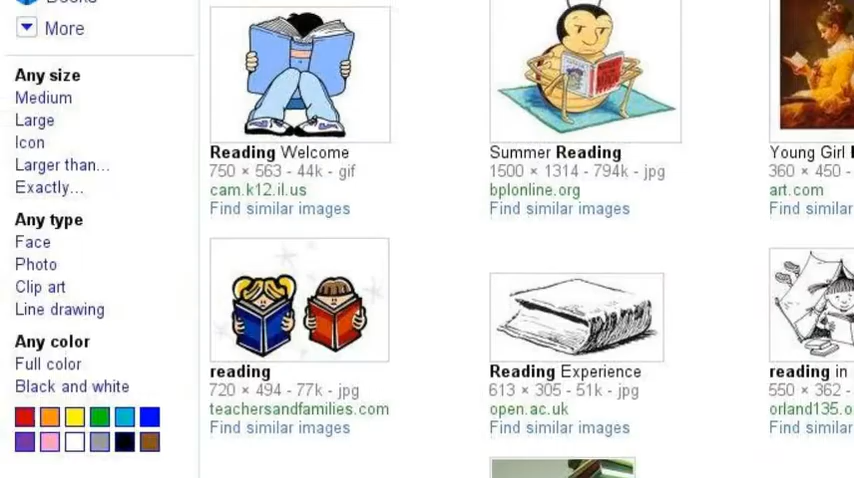 Books
More
Any size
Medium
Large
Icon
Larger than...
Exactly...
Any type
Face
Photo
Clip art
Line drawing
Any color
Full color
Black and white
Reading Welcome
750 × 563 - 44k - gif
cam.k12.il.us
Find similar images
Summer Reading
1500 × 1314 - 794k - jpg
bplonline.org
Find similar images
Young Girl
360 × 450 -
art.com
Find similar
reading
720 × 494 - 77k - jpg
teachersandfamilies.com
Find similar images
Reading Experience
613 × 305 - 51k - jpg
open.ac.uk
Find similar images
reading in
550 × 362 -
orland135.o
Find similar